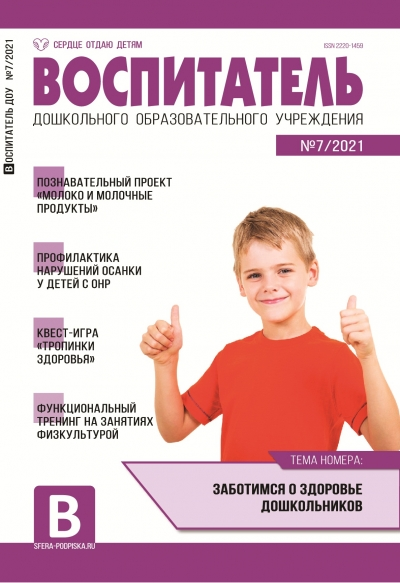 СЕРДЦЕ ОТДАЮ ДЕТЯМ
ISSN 2220-1459
ВОСПИТАТЕЛЬ
ДОШКОЛЬНОГО ОБРАЗОВАТЕЛЬНОГО УЧРЕЖДЕНИЯ
№7/2021
В ВОСПИТАТЕЛЬ ДОУ №7/2021
ПОЗНАВАТЕЛЬНЫЙ ПРОЕКТ
«МОЛОКО И МОЛОЧНЫЕ
ПРОДУКТЫ»
ПРОФИЛАКТИКА
НАРУШЕНИЙ ОСАНКИ
У ДЕТЕЙ С ОНР
КВЕСТ-ИГРА
«ТРОПИНКИ
ЗДОРОВЬЯ»
ФУНКЦИОНАЛЬНЫЙ
ТРЕНИНГ НА ЗАНЯТИЯХ
ФИЗКУЛЬТУРОЙ
ТЕМА НОМЕРА:
ЗАБОТИМСЯ О ЗДОРОВЬЕ
ДОШКОЛЬНИКОВ
В
SFERA-PODPISKA.RU